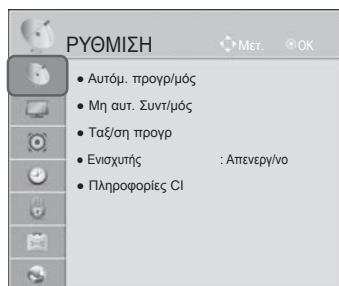 ΡΥΘΜΙΣΗ Μετ. OK
● Αυτόμ. προγρ/μός
● Μη αυτ. Συντ/μός
● Ταξ/ση προγρ
● Ενισχυτής : Απενεργ/νο
● Πληροφορίες CI